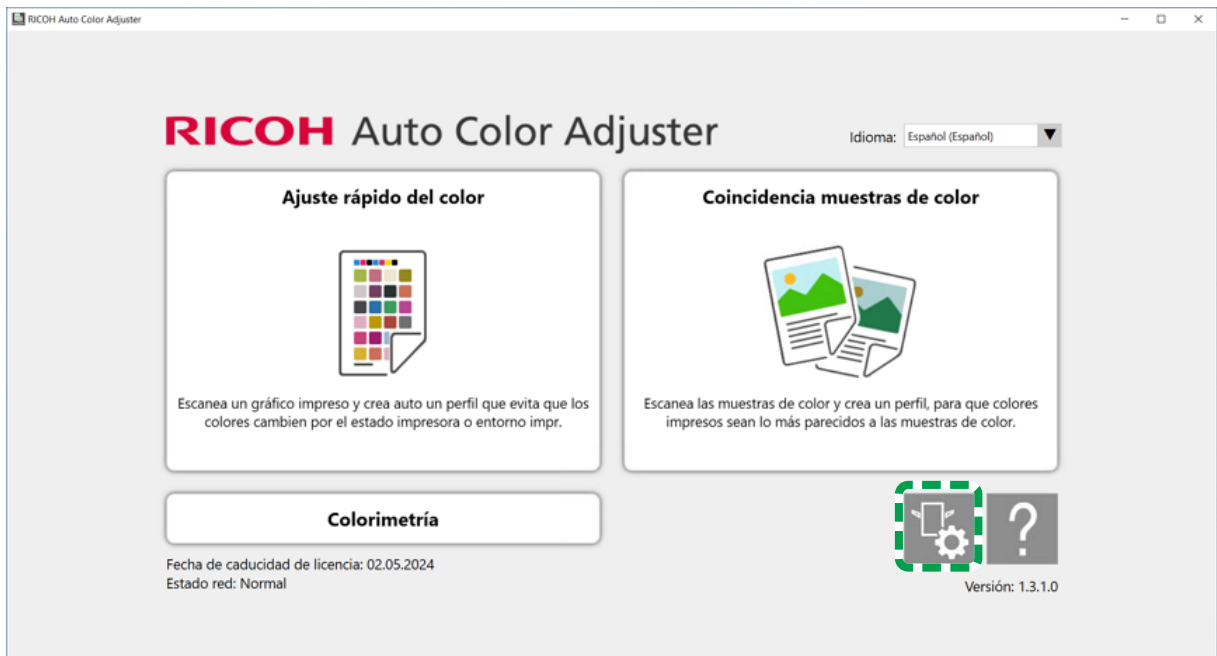 RICOH Auto Color Adjuster
RICOH Auto Color Adjuster
Idioma: Español (Español)
Ajuste rápido del color
Escanea un gráfico impreso y crea auto un perfil que evita que los
colores cambien por el estado impresora o entorno impr.
Coincidencia muestras de color
Escanea las muestras de color y crea un perfil, para que colores
impresos sean lo más parecidos a las muestras de color.
Colorimetría
?
Fecha de caducidad de licencia: 02.05.2024
Estado red: Normal
Versión: 1.3.1.0